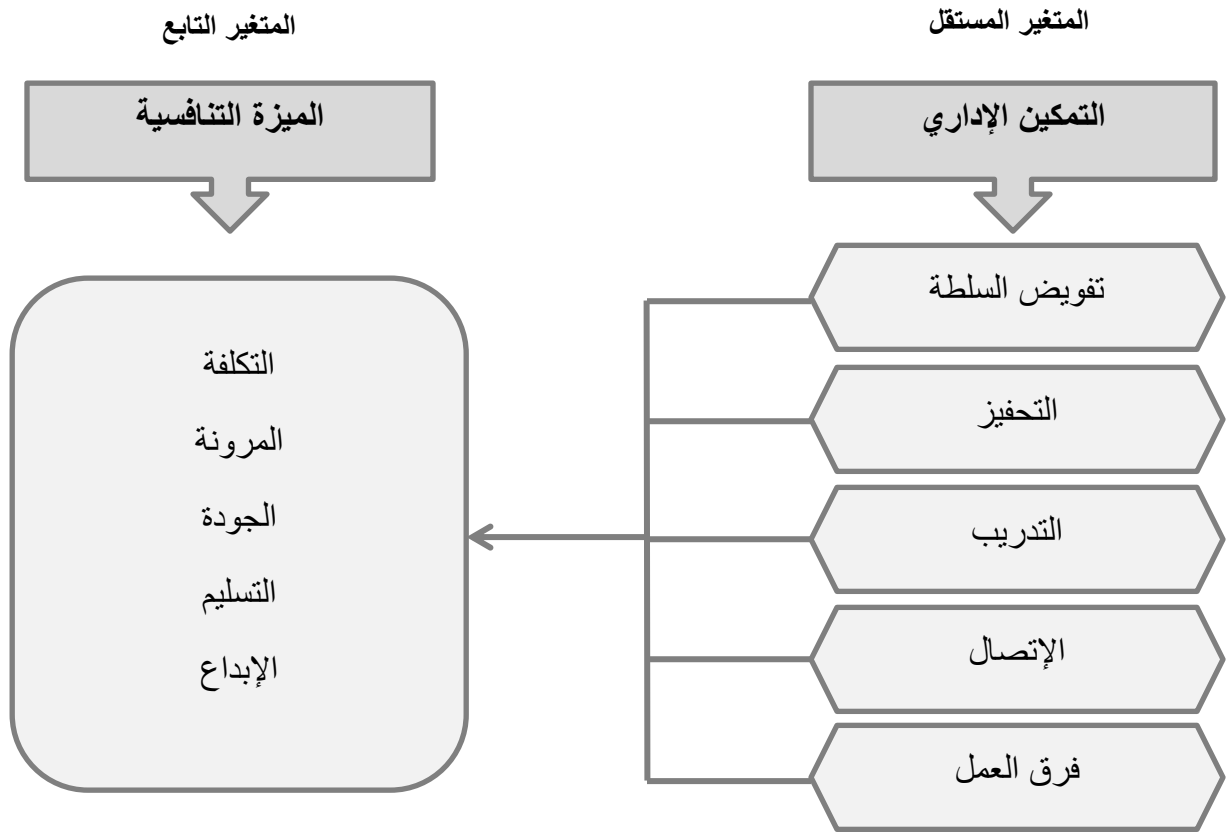 المتغير المستقل
المتغير التابع
التمكين الإداري
الميزة التنافسية
تفويض السلطة
التحفيز
التدريب
الإتصال
فرق العمل
التكلفة
المرونة
الجودة
التسليم
الإبداع